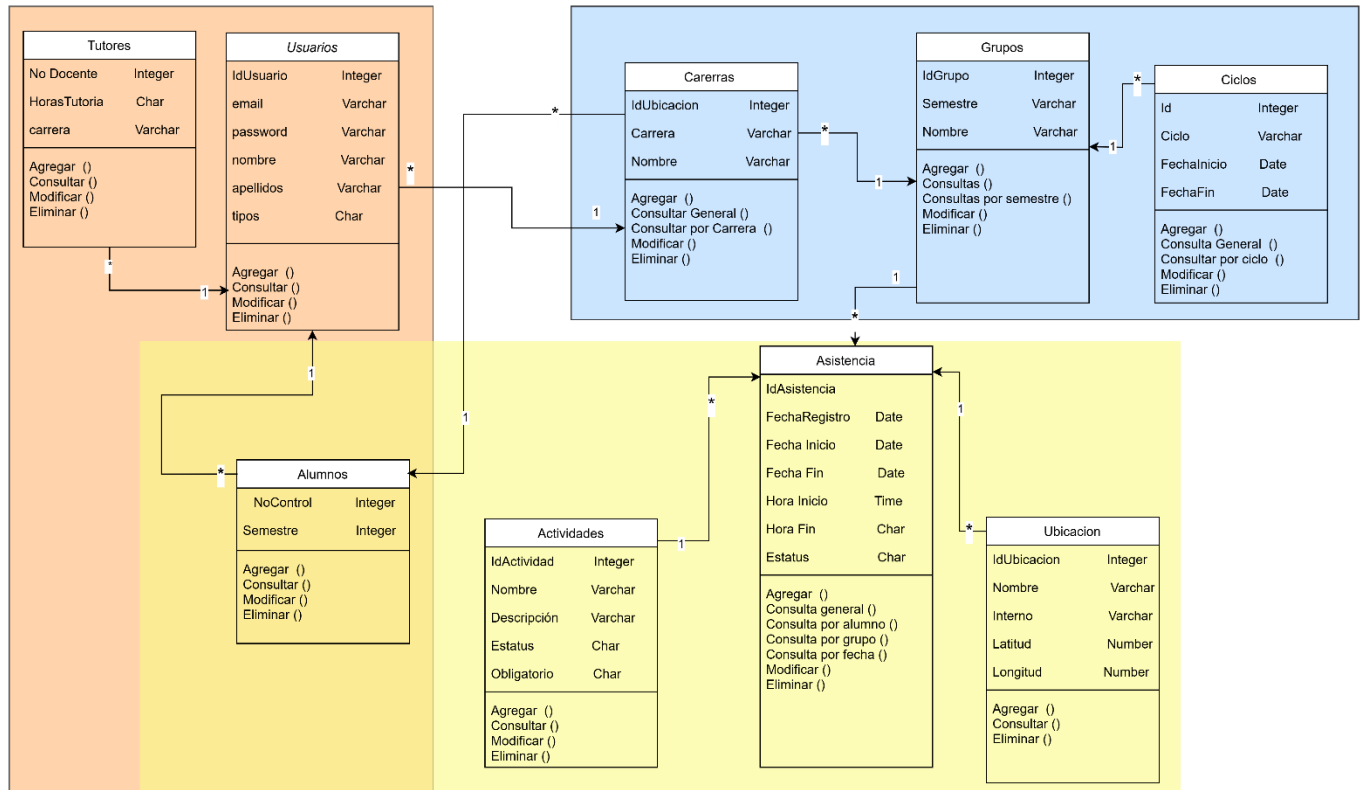 Tutores
No Docente Integer
HorasTutoria Char
carrera Varchar
Agregar ()
Consultar ()
Modificar ()
Eliminar ()
*
1
Usuarios
IdUsuario Integer
email Varchar
password Varchar
nombre Varchar
apellidos Varchar
tipos Char
Agregar ()
Consultar ()
Modificar ()
Eliminar ()
*
1
*
1
Carerras
IdUbicacion Integer
Carrera Varchar
Nombre Varchar
Agregar ()
Consultar General ()
Consultar por Carrera ()
Modificar ()
Eliminar ()
*
1
Grupos
IdGrupo Integer
Semestre Varchar
Nombre Varchar
Agregar ()
Consultas ()
Consultas por semestre ()
Modificar ()
Eliminar ()
*
1
Ciclos
Id Integer
Ciclo Varchar
FechaInicio Date
FechaFin Date
Agregar ()
Consulta General ()
Consultar por ciclo ()
Modificar ()
Eliminar ()
1
*
1
*
Alumnos
NoControl Integer
Semestre Integer
Agregar ()
Consultar ()
Modificar ()
Eliminar ()
Actividades
IdActividad Integer
Nombre Varchar
Descripción Varchar
Estatus Char
Obligatorio Char
Agregar ()
Consultar ()
Modificar ()
Eliminar ()
1
*
Asistencia
IdAsistencia
FechaRegistro Date
Fecha Inicio Date
Fecha Fin Date
Hora Inicio Time
Hora Fin Char
Estatus Char
Agregar ()
Consulta general ()
Consulta por alumno ()
Consulta por grupo ()
Consulta por fecha ()
Modificar ()
Eliminar ()
1
*
Ubicacion
IdUbicacion Integer
Nombre Varchar
Interno Varchar
Latitud Number
Longitud Number
Agregar ()
Consultar ()
Eliminar ()